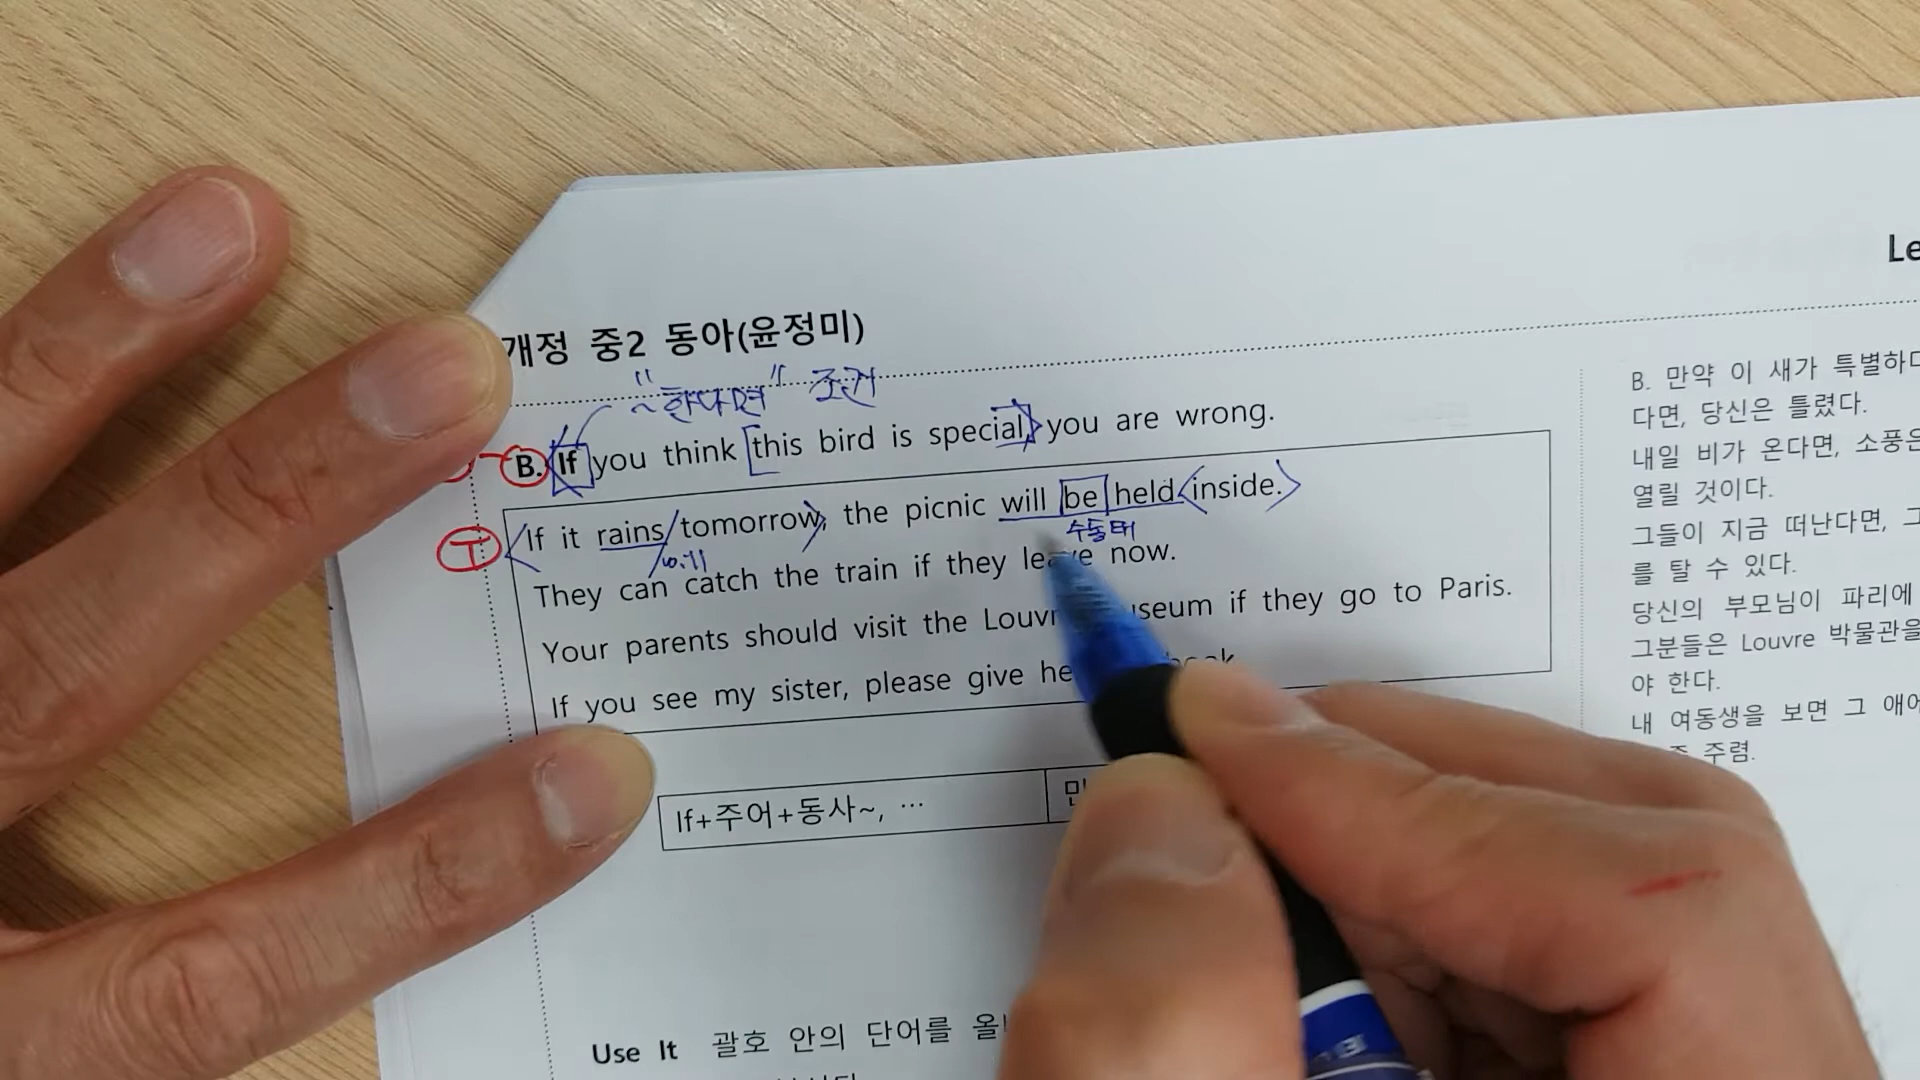 Le
개정 중2 동아(윤정미)
"~한다면" 조건
B. If you think this bird is special, you are wrong.
T If it rains tomorrow, the picnic will be held inside.
will 수동태
They can catch the train if they leave now.
Your parents should visit the Louvre useum if they go to Paris.
If you see my sister, please give he book
If+주어+동사~, …
Use It 괄호 안의 단어를 올
B. 만약 이 새가 특별하다
다면, 당신은 틀렸다.
내일 비가 온다면, 소풍은
열릴 것이다.
그들이 지금 떠난다면, 그
를 탈 수 있다.
당신의 부모님이 파리에
그분들은 Louvre 박물관을
야 한다.
내 여동생을 보면 그 애에
주렴.